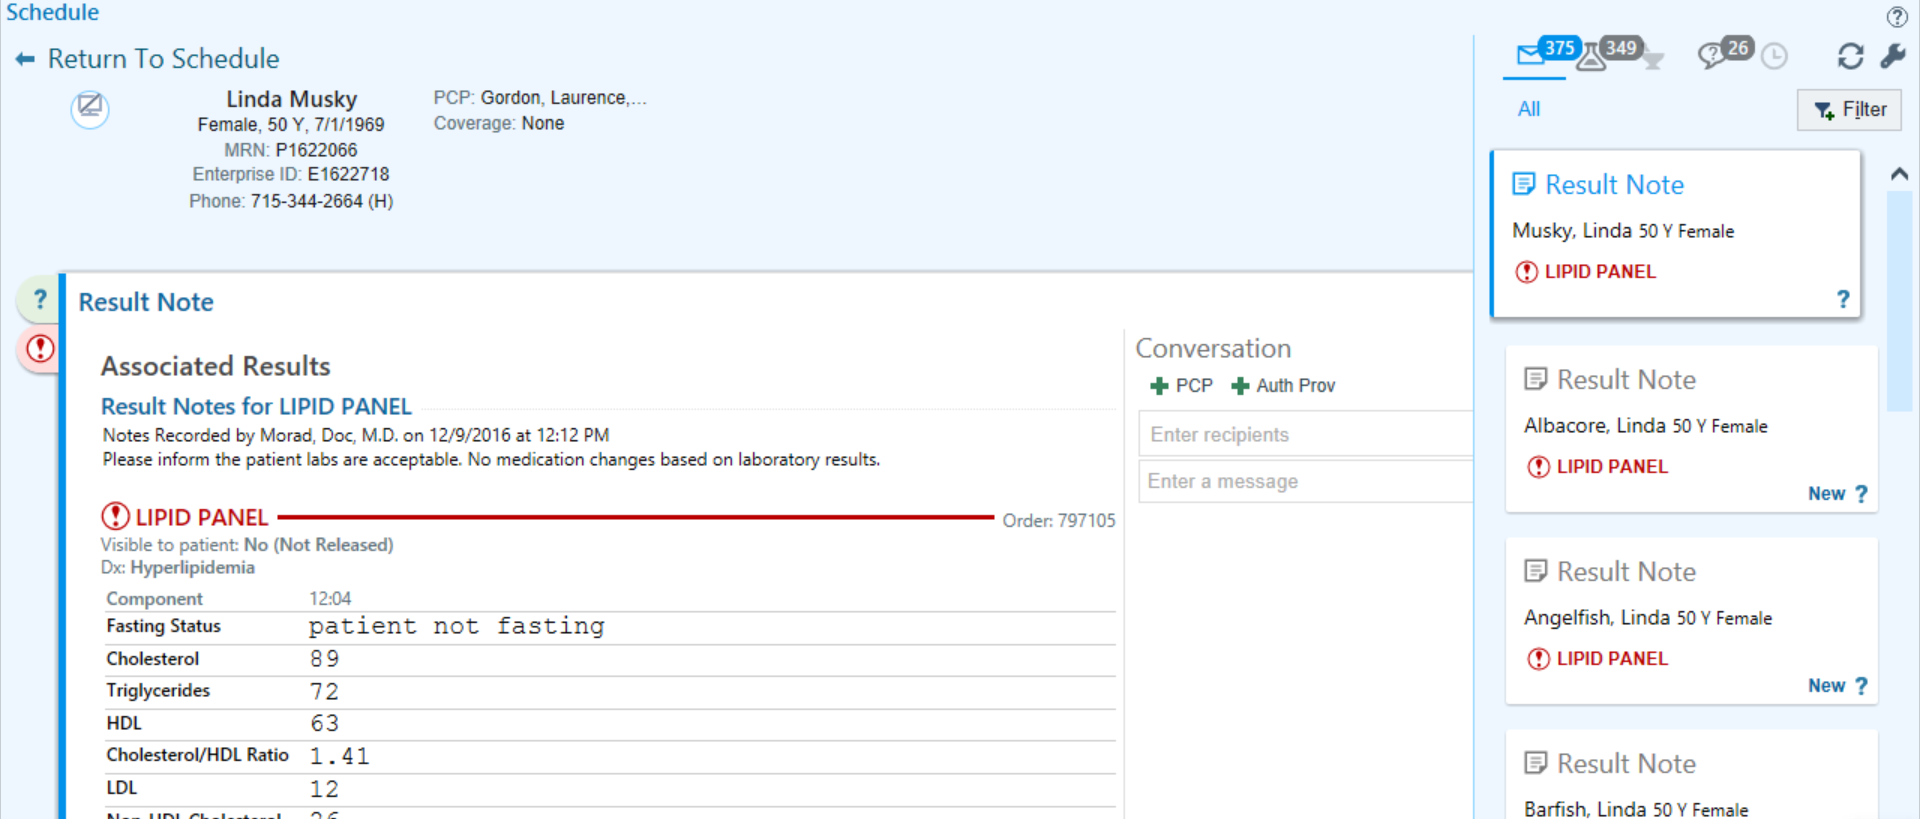 Schedule
Return To Schedule
Linda Musky
Female, 50 Y, 7/1/1969
MRN: P1622066
Enterprise ID: E1622718
Phone: 715-344-2664 (H)
PCP: Gordon, Laurence,...
Coverage: None
375 349 26
All
Filter
Result Note
Musky, Linda 50 Y Female
LIPID PANEL
?
Result Note
Albacore, Linda 50 Y Female
LIPID PANEL
New ?
Result Note
Angelfish, Linda 50 Y Female
LIPID PANEL
New ?
Result Note
Barfish, Linda 50 Y Female
?
Result Note
Associated Results
Result Notes for LIPID PANEL
Notes Recorded by Morad, Doc, M.D. on 12/9/2016 at 12:12 PM
Please inform the patient labs are acceptable. No medication changes based on laboratory results.
LIPID PANEL Order: 797105
Visible to patient: No (Not Released)
Dx: Hyperlipidemia
Component 12:04
Fasting Status patient not fasting
Cholesterol 89
Triglycerides 72
HDL 63
Cholesterol/HDL Ratio 1.41
LDL 12
Non-HDL Cholesterol 26
Conversation
PCP Auth Prov
Enter recipients
Enter a message